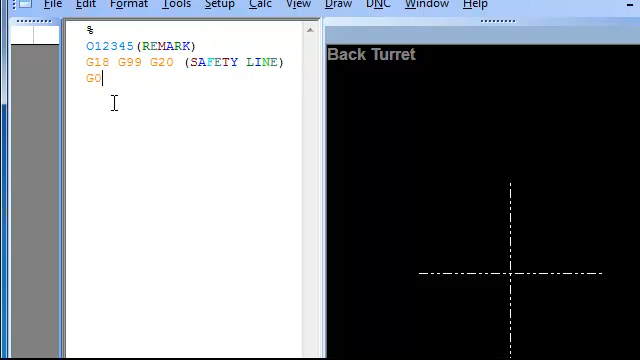 File Edit Format Tools Setup Calc View Draw DNC Window Help
%
O12345(REMARK)
G18 G99 G20 (SAFETY LINE)
G0
Back Turret